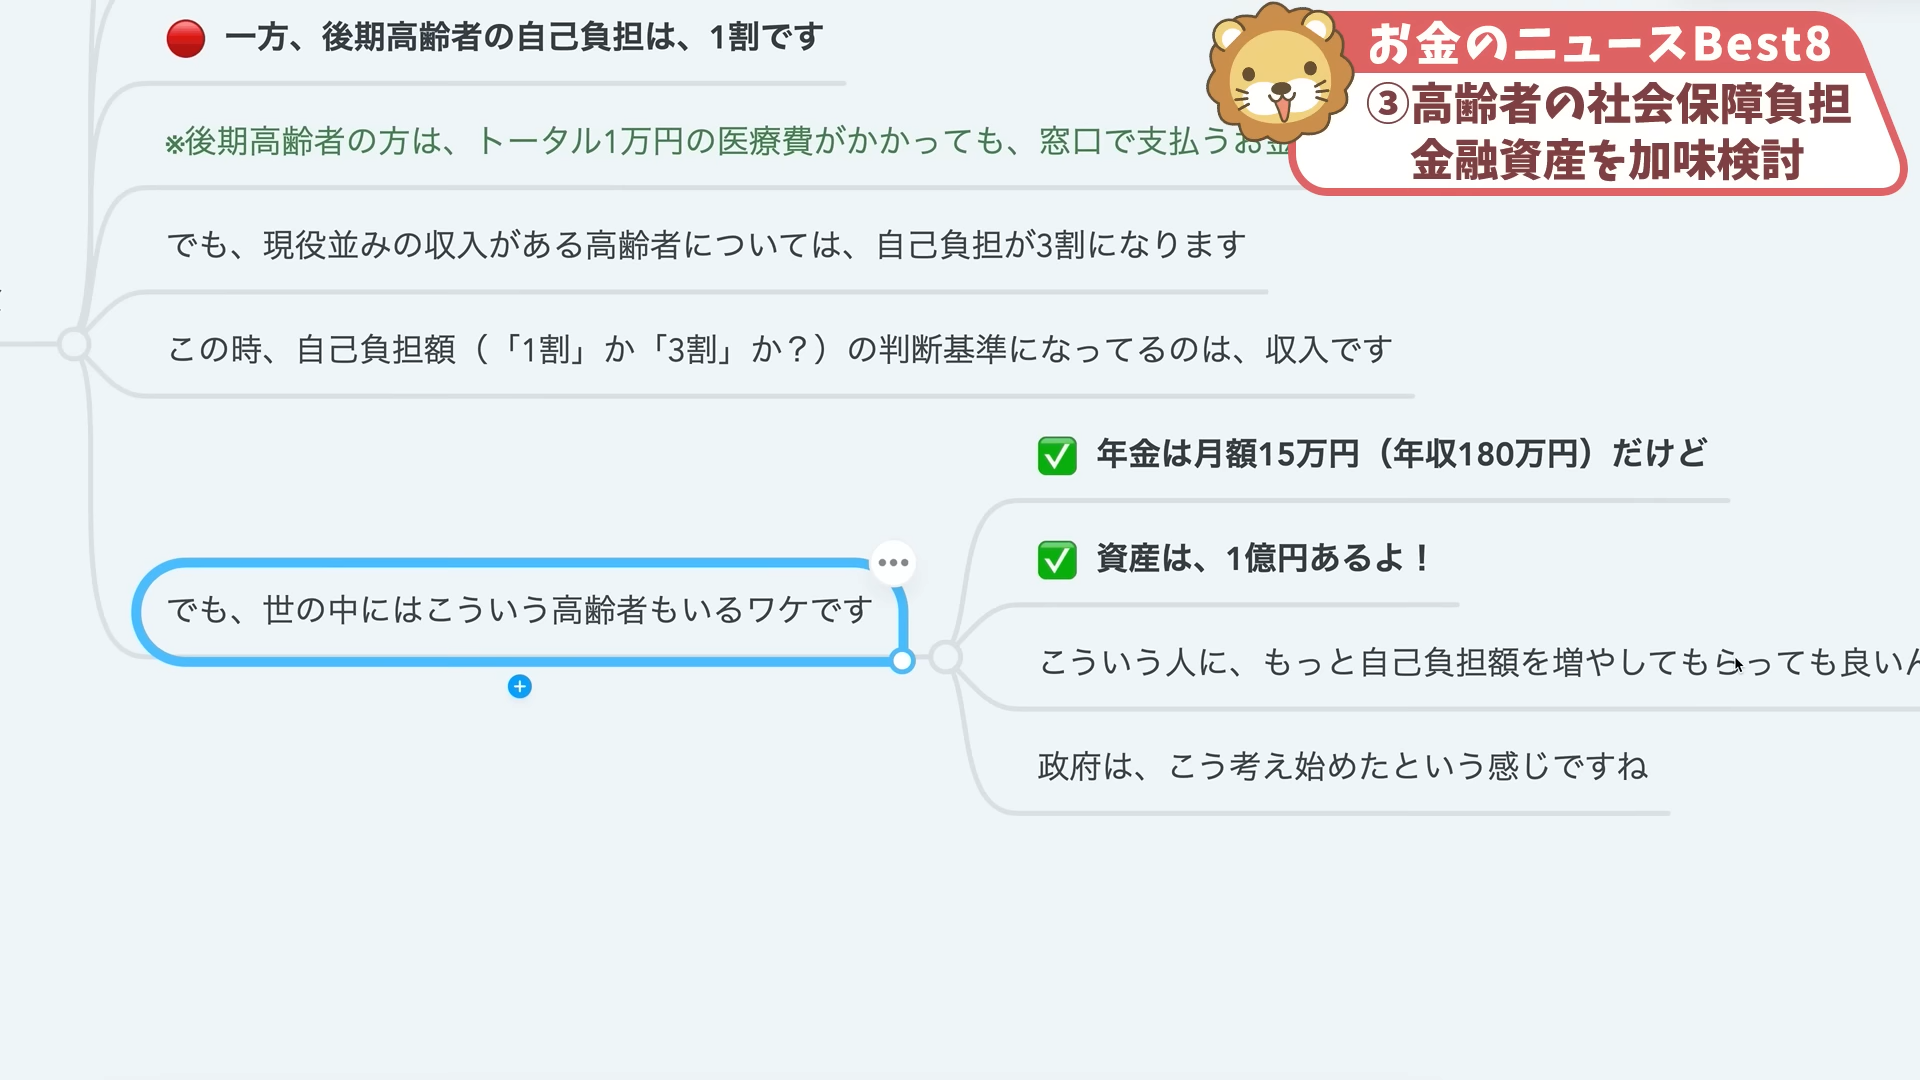 お金のニュースBest8
③高齢者の社会保障負担
金融資産を加味検討
一方、後期高齢者の自己負担は、1割です
※後期高齢者の方は、トータル1万円の医療費がかかっても、窓口で支払うお金
でも、現役並みの収入がある高齢者については、自己負担が3割になります
この時、自己負担額（「1割」か「3割」か？）の判断基準になってるのは、収入です
でも、世の中にはこういう高齢者もいるワケです
年金は月額15万円（年収180万円）だけど
資産は、1億円あるよ！
こういう人に、もっと自己負担額を増やしてもらっても良い
政府は、こう考え始めたという感じですね